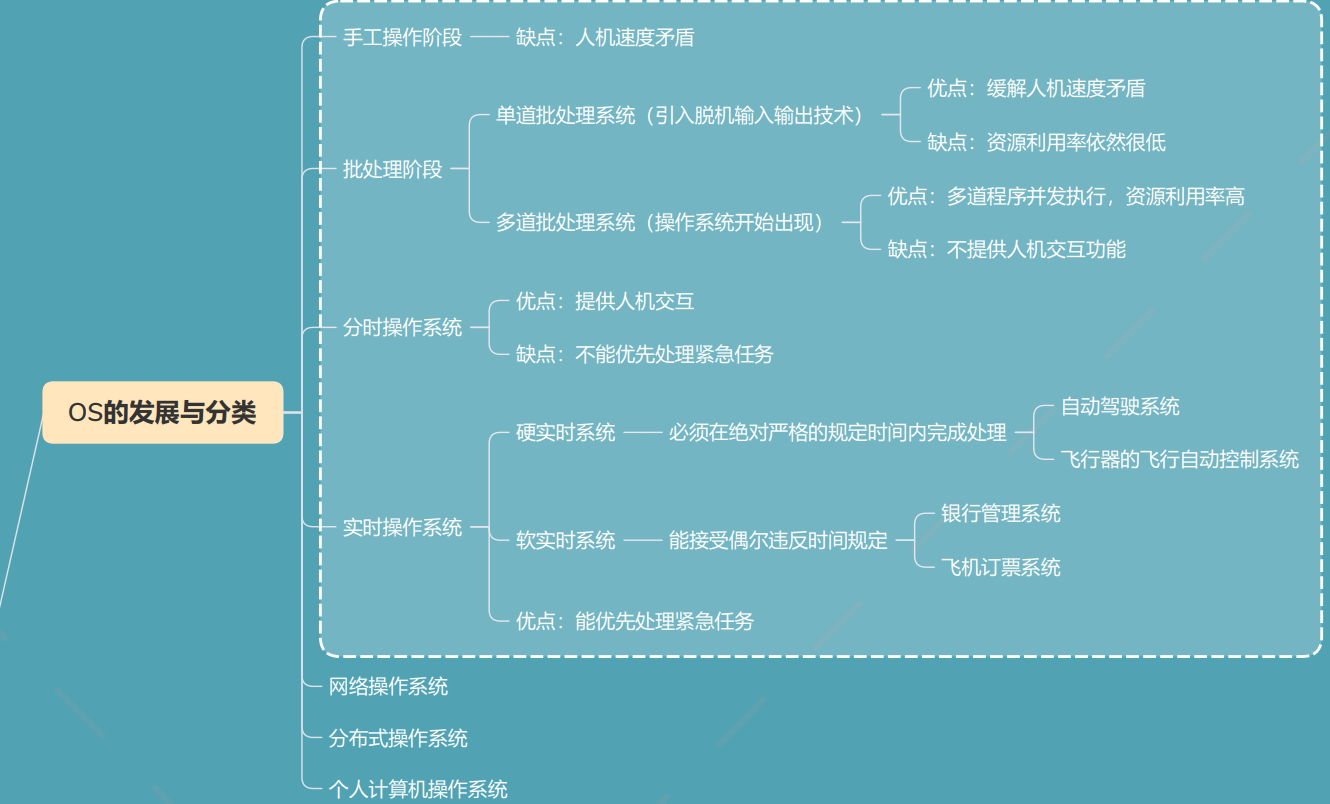 手工操作阶段
缺点：人机速度矛盾
批处理阶段
单道批处理系统（引入脱机输入输出技术）
优点：缓解人机速度矛盾
缺点：资源利用率依然很低
多道批处理系统（操作系统开始出现）
优点：多道程序并发执行，资源利用率高
缺点：不提供人机交互功能
分时操作系统
优点：提供人机交互
缺点：不能优先处理紧急任务
OS的发展与分类
实时操作系统
硬实时系统
必须在绝对严格的规定时间内完成处理
自动驾驶系统
飞行器的飞行自动控制系统
软实时系统
能接受偶尔违反时间规定
银行管理系统
飞机订票系统
优点：能优先处理紧急任务
网络操作系统
分布式操作系统
个人计算机操作系统